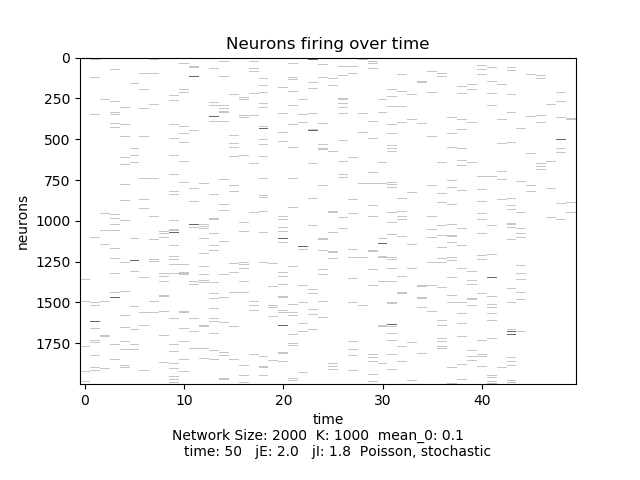 Neurons firing over time
0
250
500
750
1000
1250
1500
1750
neurons
0 10 20 30 40
time
Network Size: 2000 K: 1000 mean_0: 0.1
time: 50 jE: 2.0 jI: 1.8 Poisson, stochastic